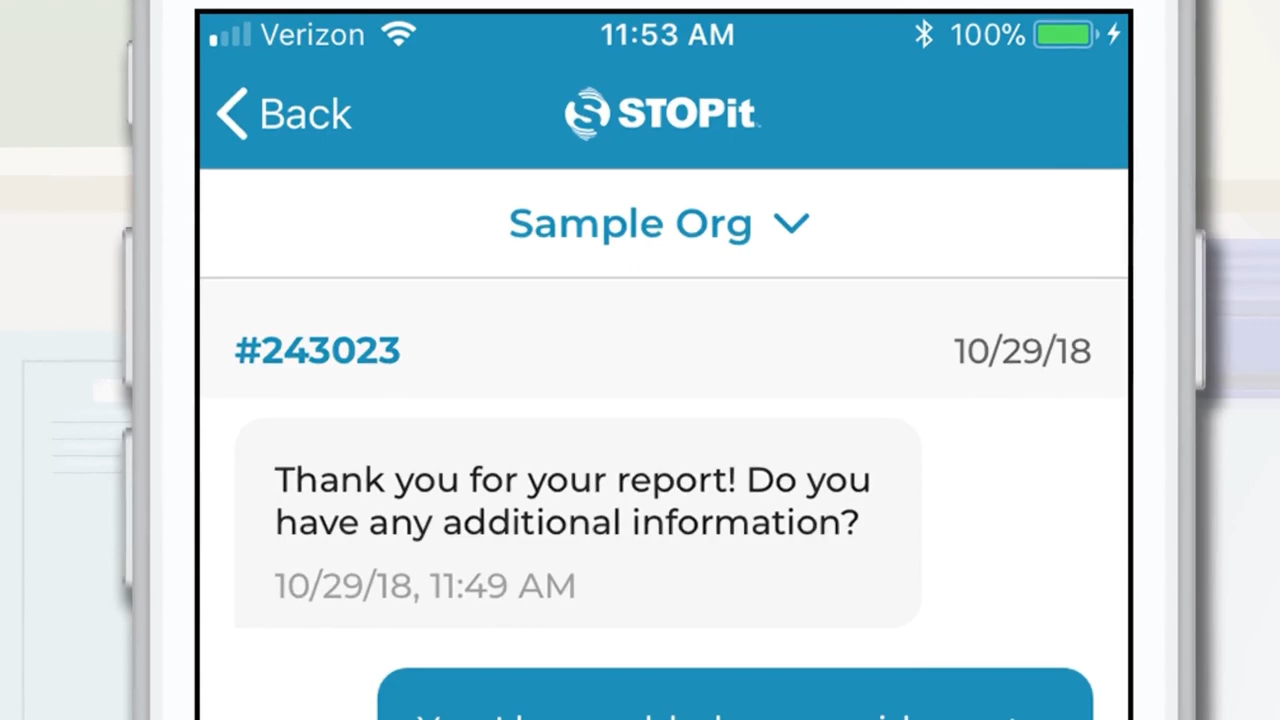 Verizon 11:53 AM 100%
Back STOPit
Sample Org
#243023 10/29/18
Thank you for your report! Do you
have any additional information?
10/29/18, 11:49 AM